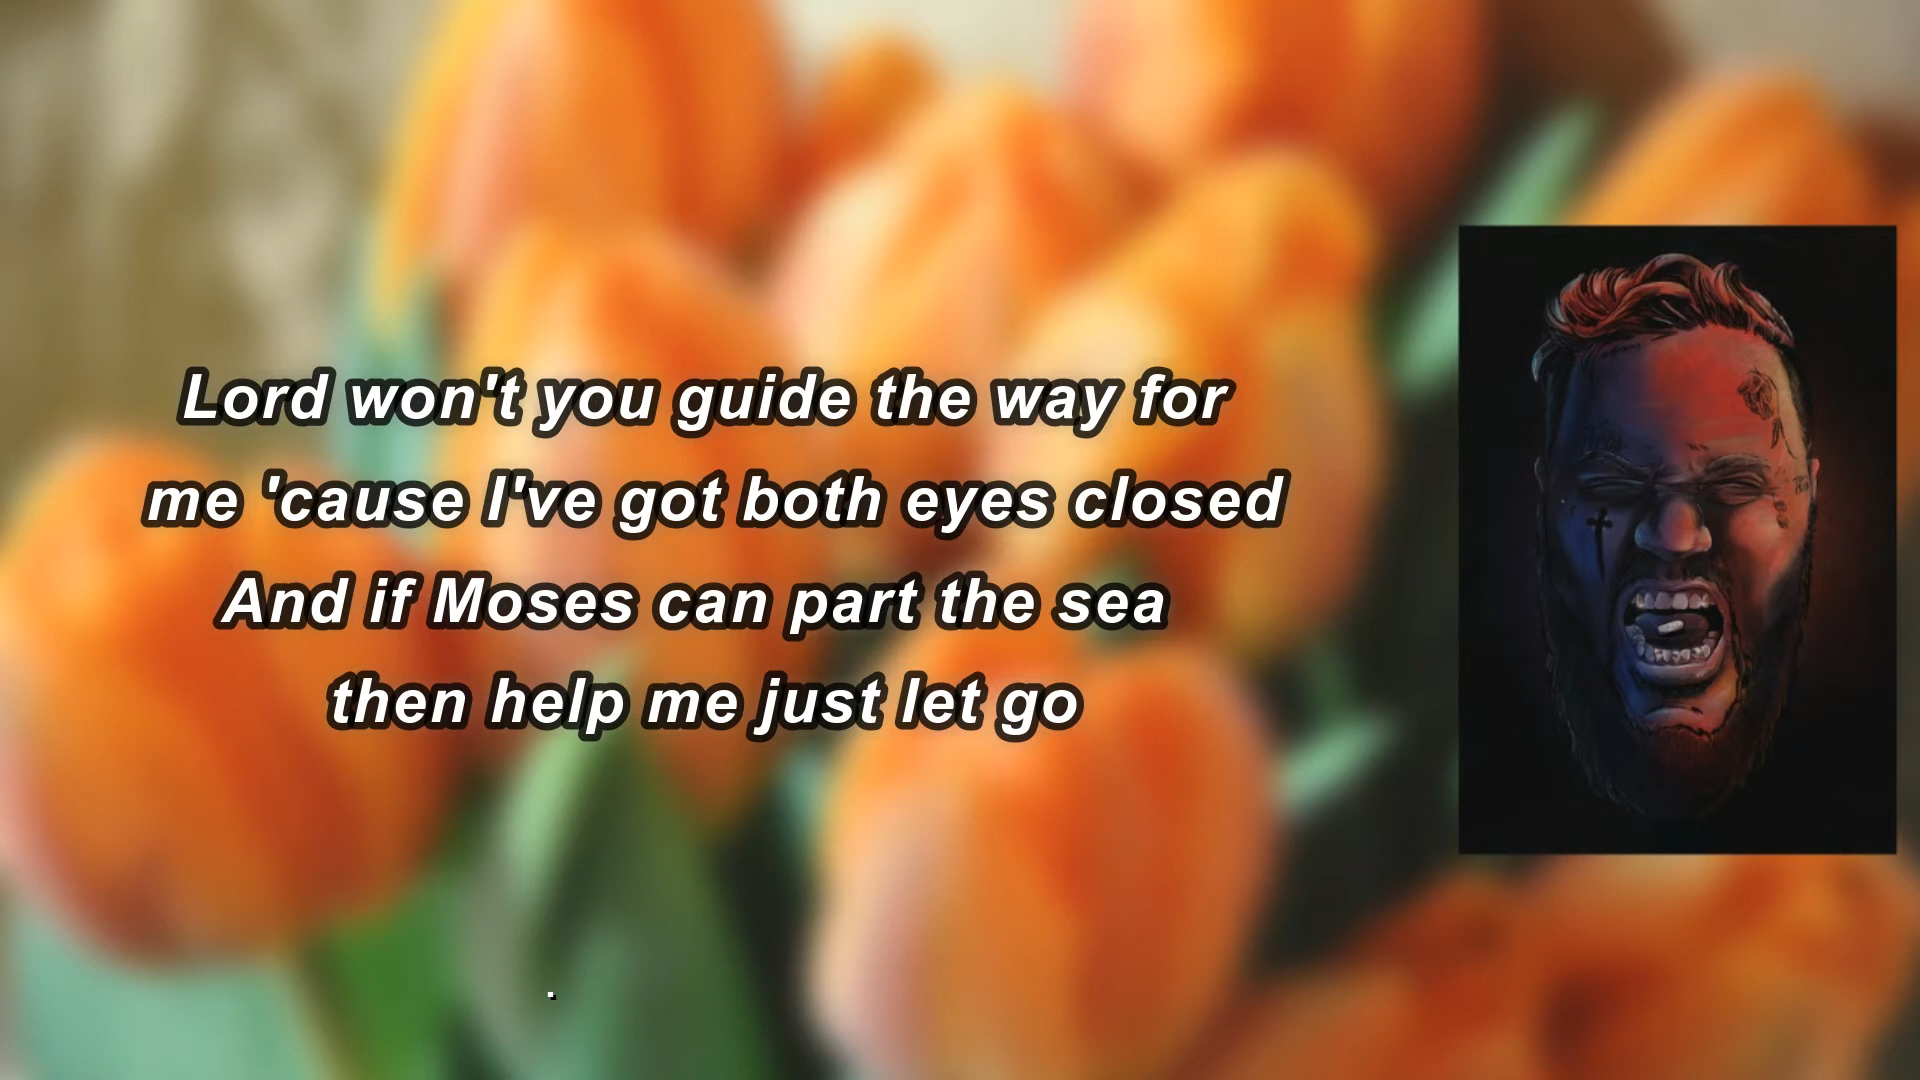 Lord won't you guide the way for
me 'cause I've got both eyes closed
And if Moses can part the sea
then help me just let go
.